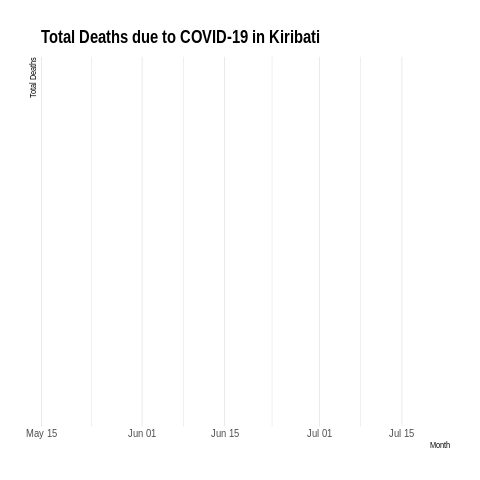 Total Deaths due to COVID-19 in Kiribati
Total Deaths
May 15 Jun 01 Jun 15 Jul 01 Jul 15
Month